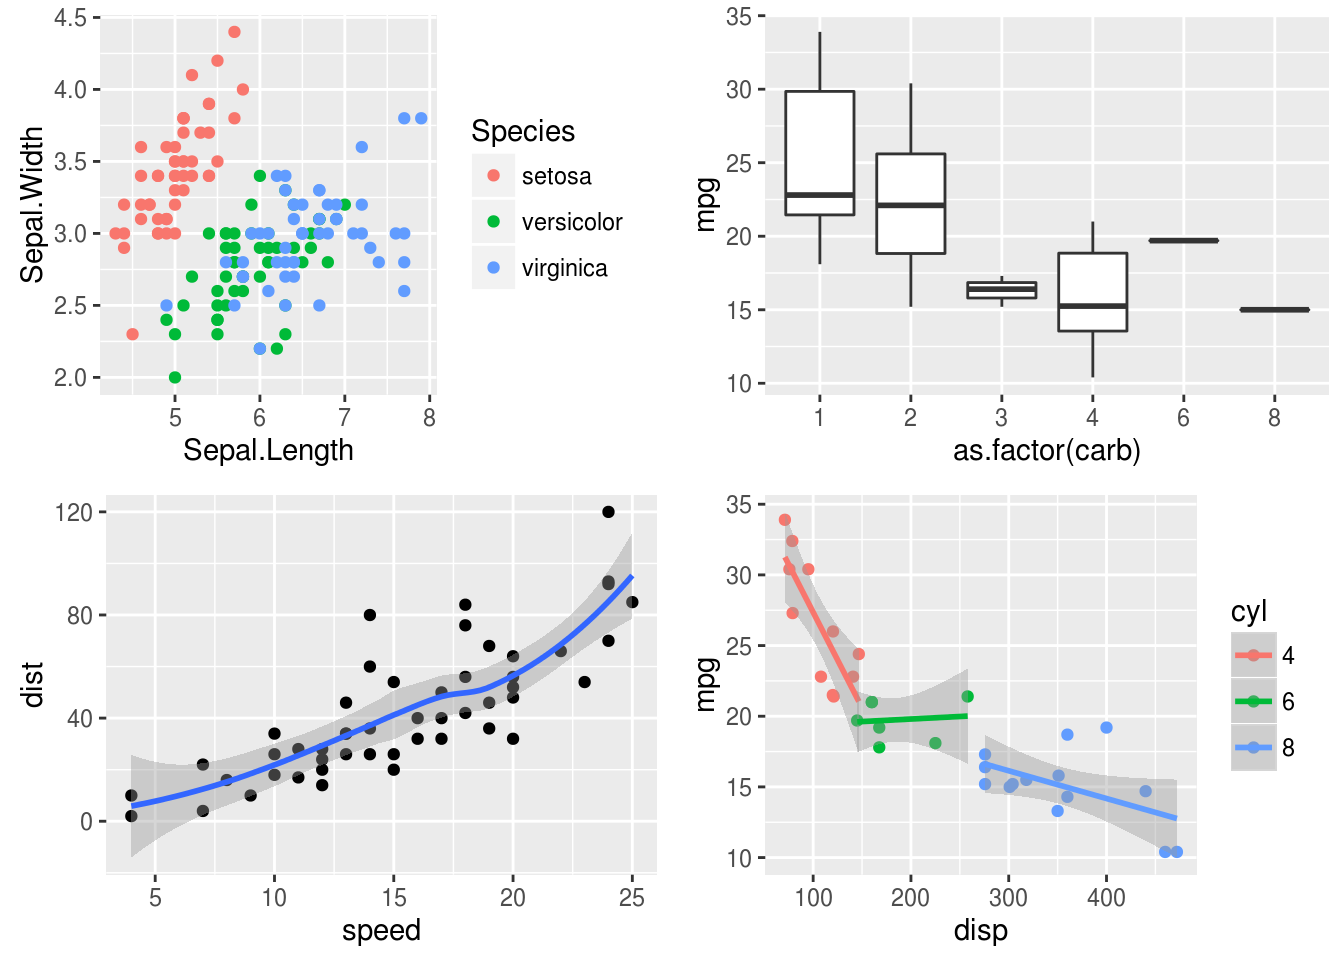 4.5
4.0
3.5
3.0
2.5
2.0
Sepal.Width
5 6 7 8
Sepal.Length
Species
setosa
versicolor
virginica
35
30
25
20
15
10
mpg
1 2 3 4 6 8
as.factor(carb)
120
80
40
0
dist
5 10 15 20 25
speed
35
30
25
20
15
10
mpg
100 200 300 400
disp
cyl
4
6
8